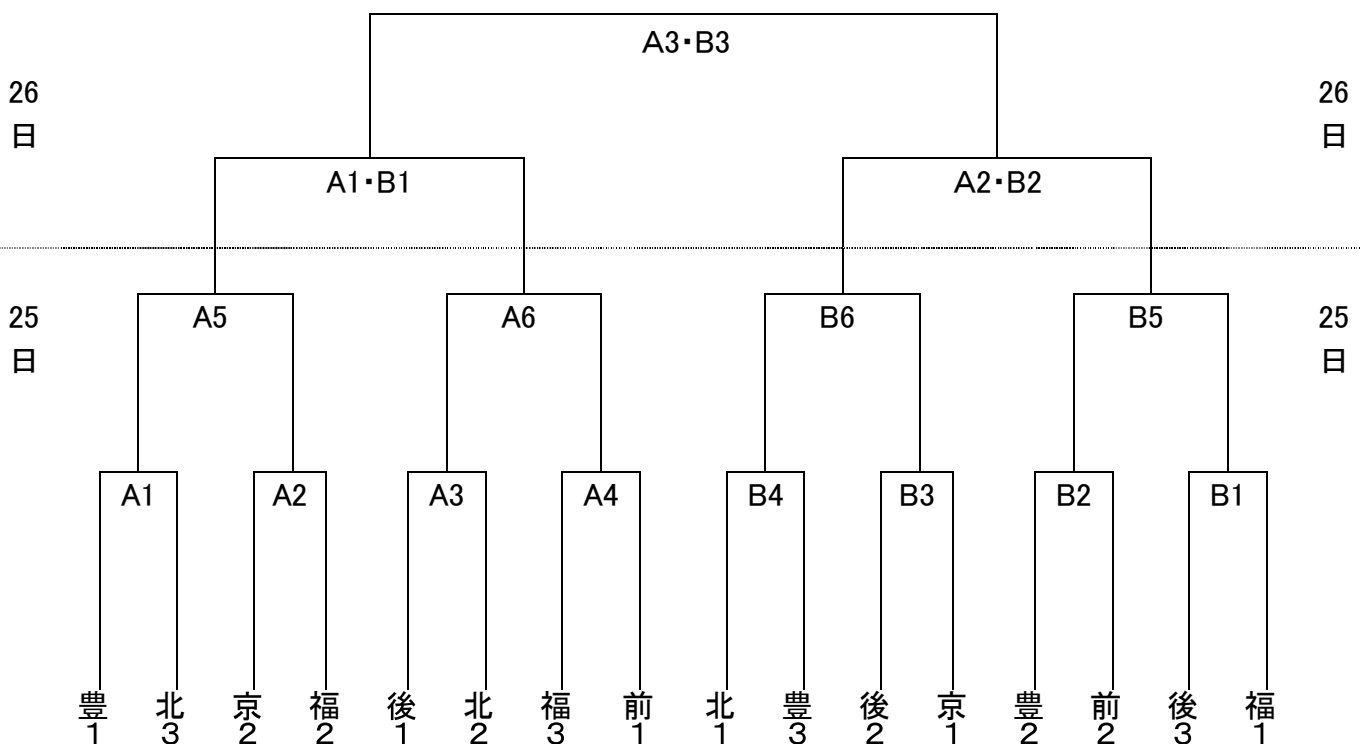 A3・B3
26
日
26
日
A1・B1
A2・B2
25
日
25
日
A5
A6
B6
B5
A1
A2
A3
A4
B4
B3
B2
B1
豊1
北3
京2
福2
後1
北2
福3
前1
北1
豊3
後2
京1
豊2
前2
後3
福1